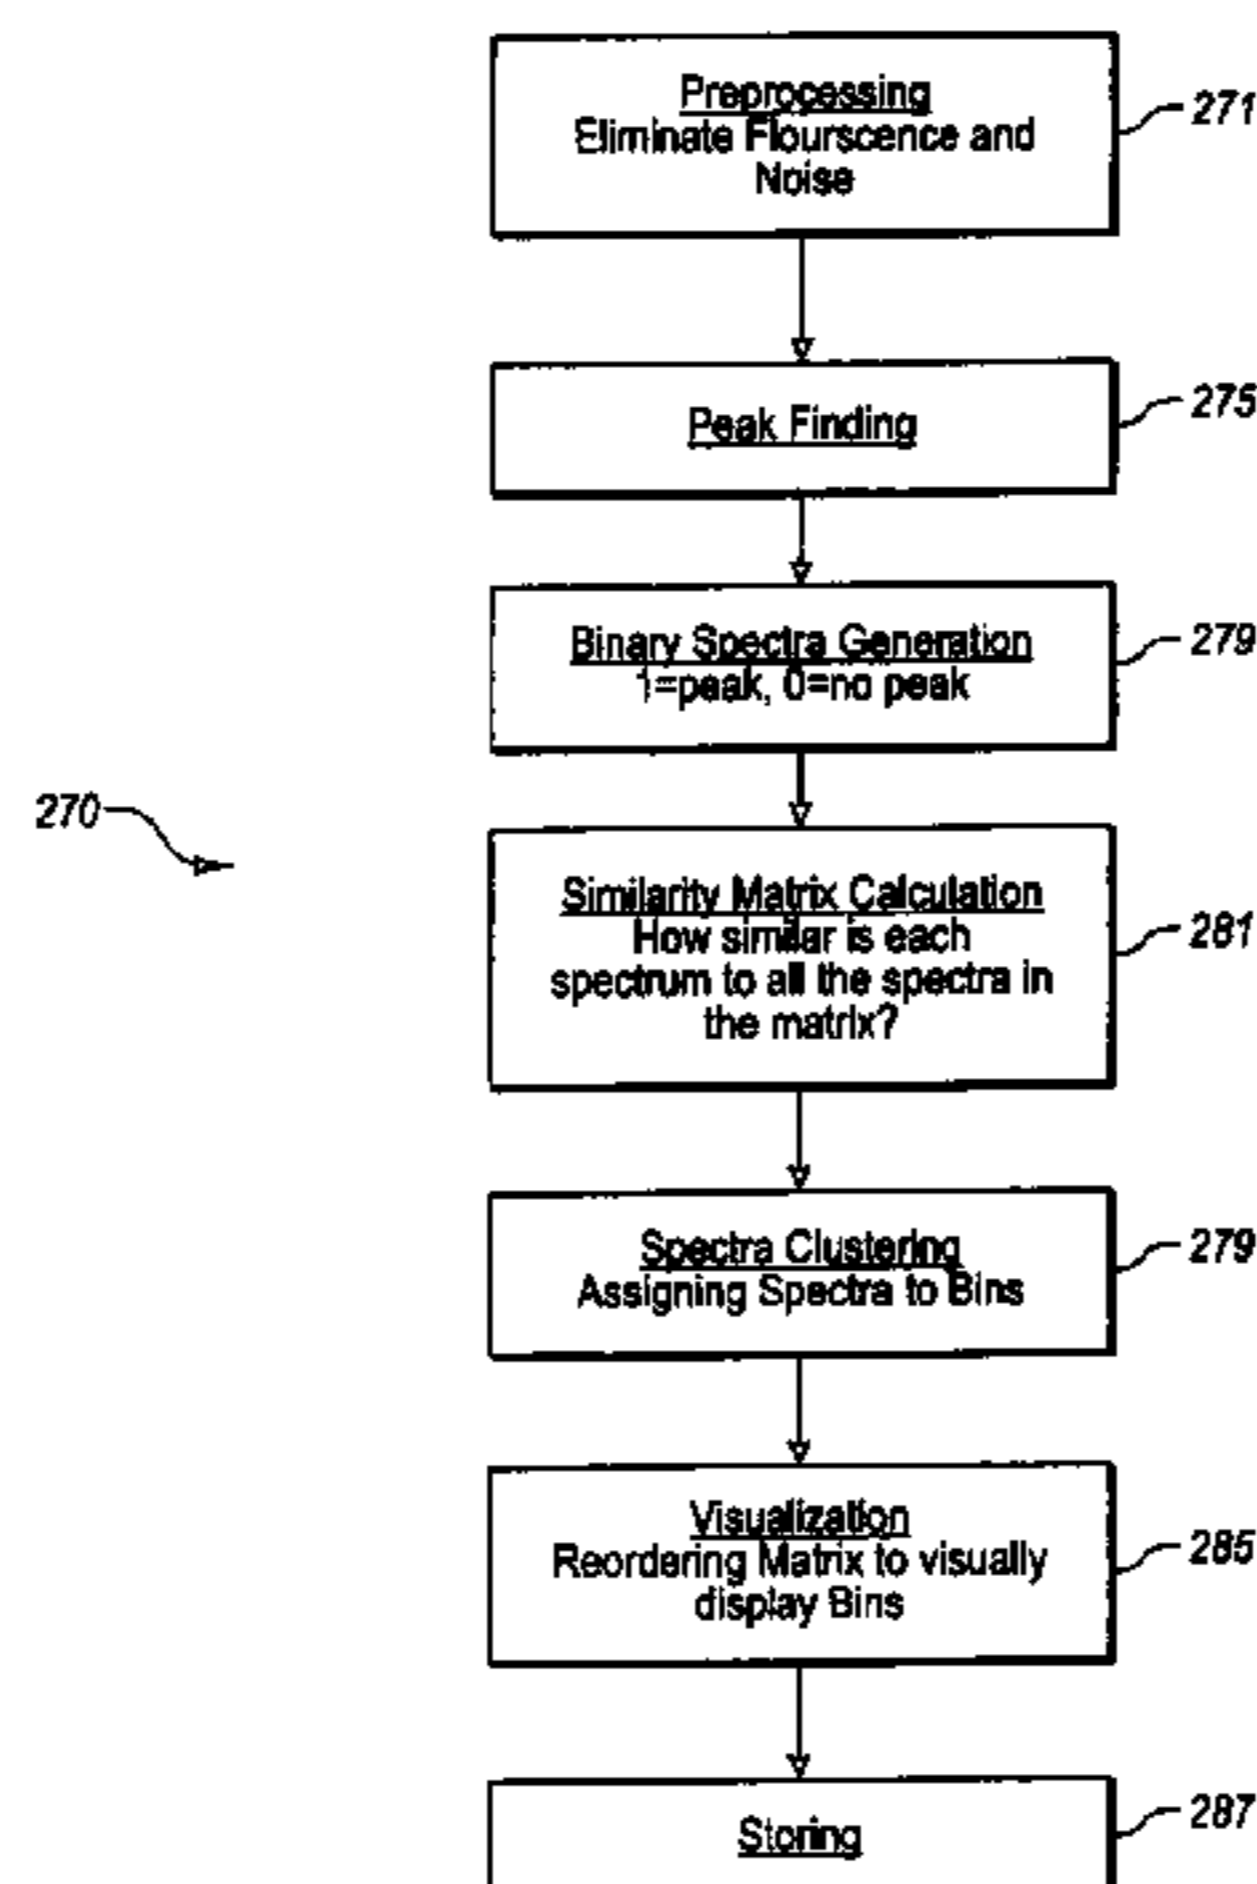 Preprocessing
Eliminate Flourscence and
Noise
271
Peak Finding
275
Binary Spectra Generation
1=peak, 0=no peak
279
270
Similarity Matrix Calculation
How similar is each
spectrum to all the spectra in
the matrix?
281
Spectra Clustering
Assigning Spectra to Bins
279
Visualization
Reordering Matrix to visually
display Bins
285
Storing
287